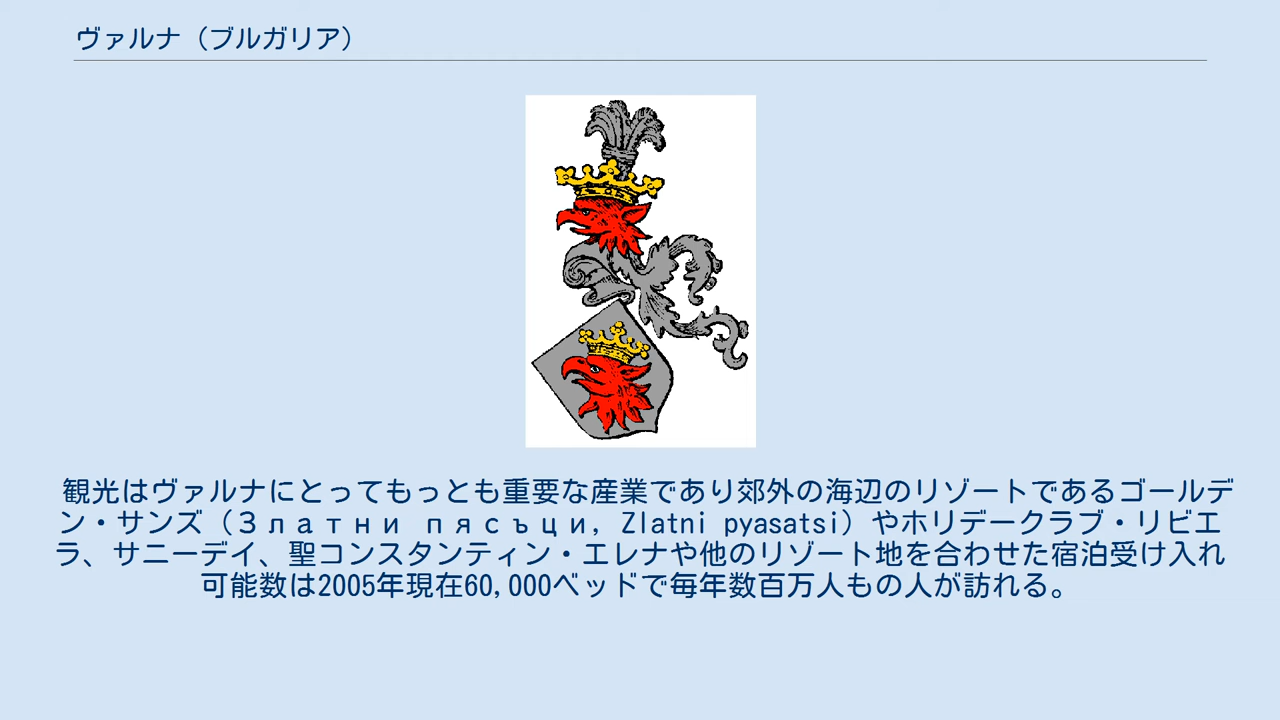 ヴァルナ（ブルガリア）
観光はヴァルナにとってもっとも重要な産業であり郊外の海辺のリゾートであるゴールデ
ン・サンズ（Златни пясъци, Zlatni pyasatsi）やホリデークラブ・リビエ
ラ、サニーデイ、聖コンスタンティン・エレナや他のリゾート地を合わせた宿泊受け入れ
可能数は2005年現在60,000ベッドで毎年数百万人もの人が訪れる。